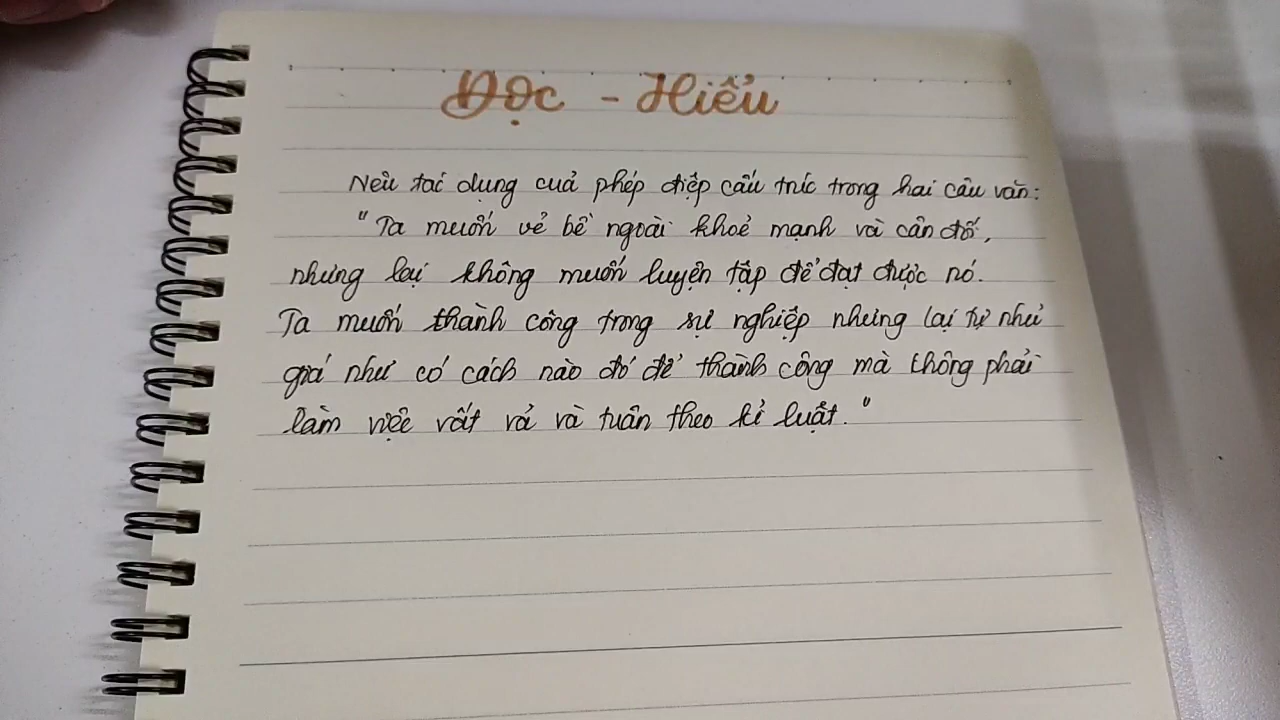 Đọc - Hiểu
Nêu tác dụng của phép điệp cấu trúc trong hai câu văn:
"Ta muốn vẻ bề ngoài khoẻ mạnh và cân đối,
nhưng lại không muốn luyện tập để đạt được nó.
Ta muốn thành công trong sự nghiệp nhưng lại tự nhủ
giá như có cách nào đó để thành công mà không phải
làm việc vất vả và tuân theo kỉ luật."